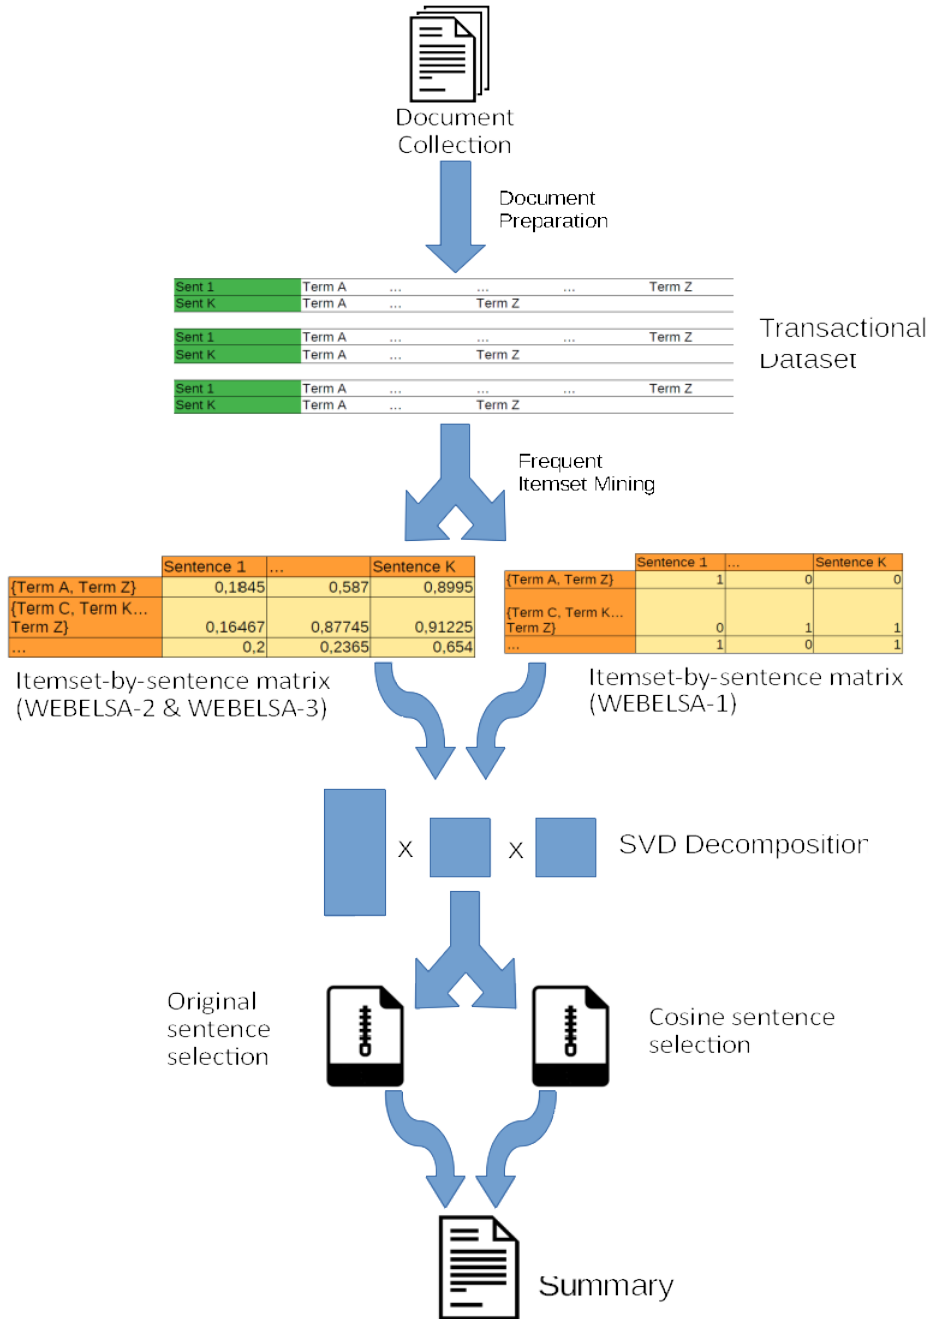 Document
Collection
Document
Preparation
Sent 1 Term A ... ... ... Term Z
Sent K Term A ... Term Z
Sent 1 Term A ... ... ... Term Z
Sent K Term A ... Term Z
Sent 1 Term A ... ... ... Term Z
Sent K Term A ... Term Z
Transactional
Dataset
Frequent
Itemset Mining
Sentence 1 ... Sentence K
{Term A, Term Z} 0,1845 0,587 0,8995
{Term C, Term K...
Term Z} 0,16467 0,87745 0,91225
... 0,2 0,2365 0,654
Itemset-by-sentence matrix
(WEBELSA-2 & WEBELSA-3)
Sentence 1 ... Sentence K
{Term A, Term Z} 1 0 0
{Term C, Term K...
Term Z} 0 1 1
... 1 0 1
Itemset-by-sentence matrix
(WEBELSA-1)
X X
SVD Decomposition
Original
sentence
selection
Cosine sentence
selection
Summary